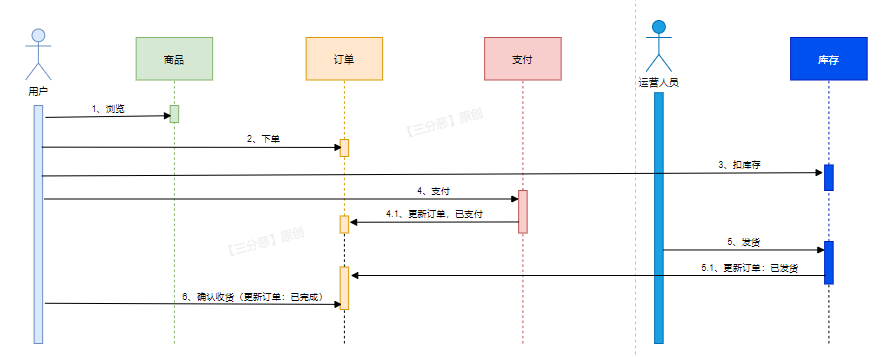 商品
订单
支付
库存
用户
运营人员
1、浏览
【三分恶】原创
2、下单
3、扣库存
4、支付
4.1、更新订单，已支付
【三分恶】原创
5、发货
5.1、更新订单：已发货
6、确认收货（更新订单：已完成）